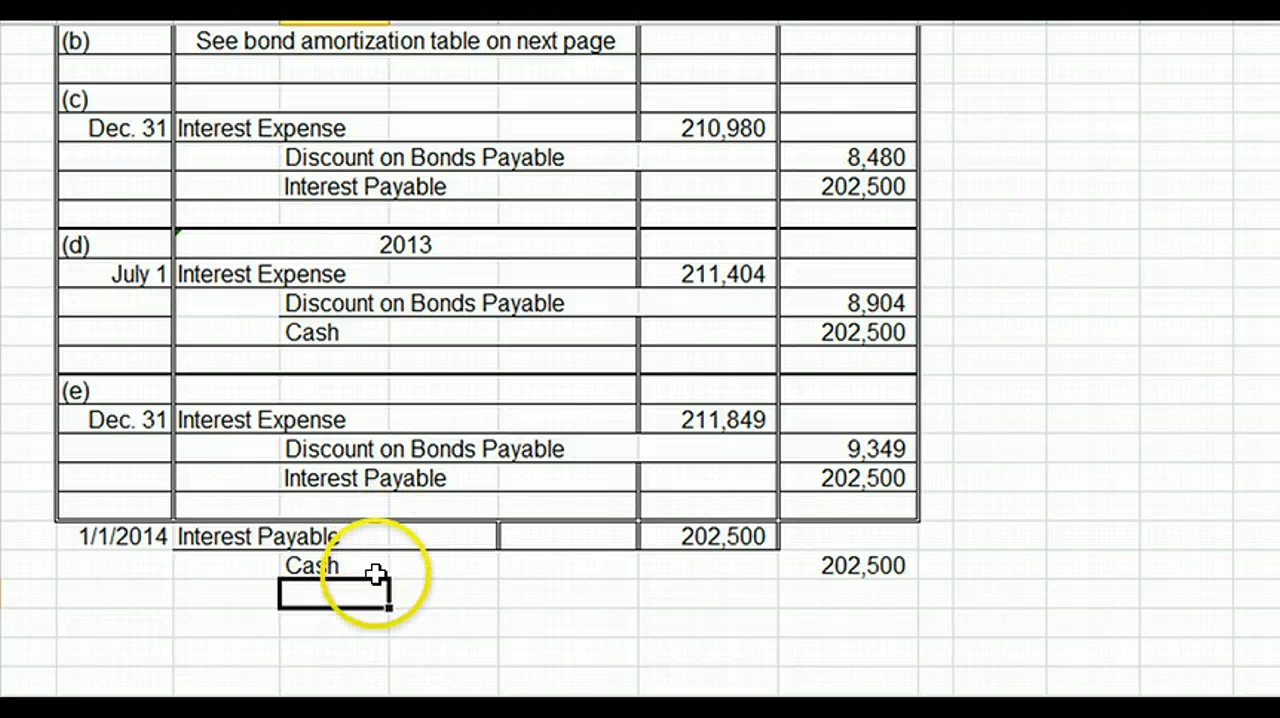 (b) See bond amortization table on next page
(c)
Dec. 31 Interest Expense 210,980
Discount on Bonds Payable 8,480
Interest Payable 202,500
(d) 2013
July 1 Interest Expense 211,404
Discount on Bonds Payable 8,904
Cash 202,500
(e)
Dec. 31 Interest Expense 211,849
Discount on Bonds Payable 9,349
Interest Payable 202,500
1/1/2014 Interest Payable 202,500
Cash 202,500